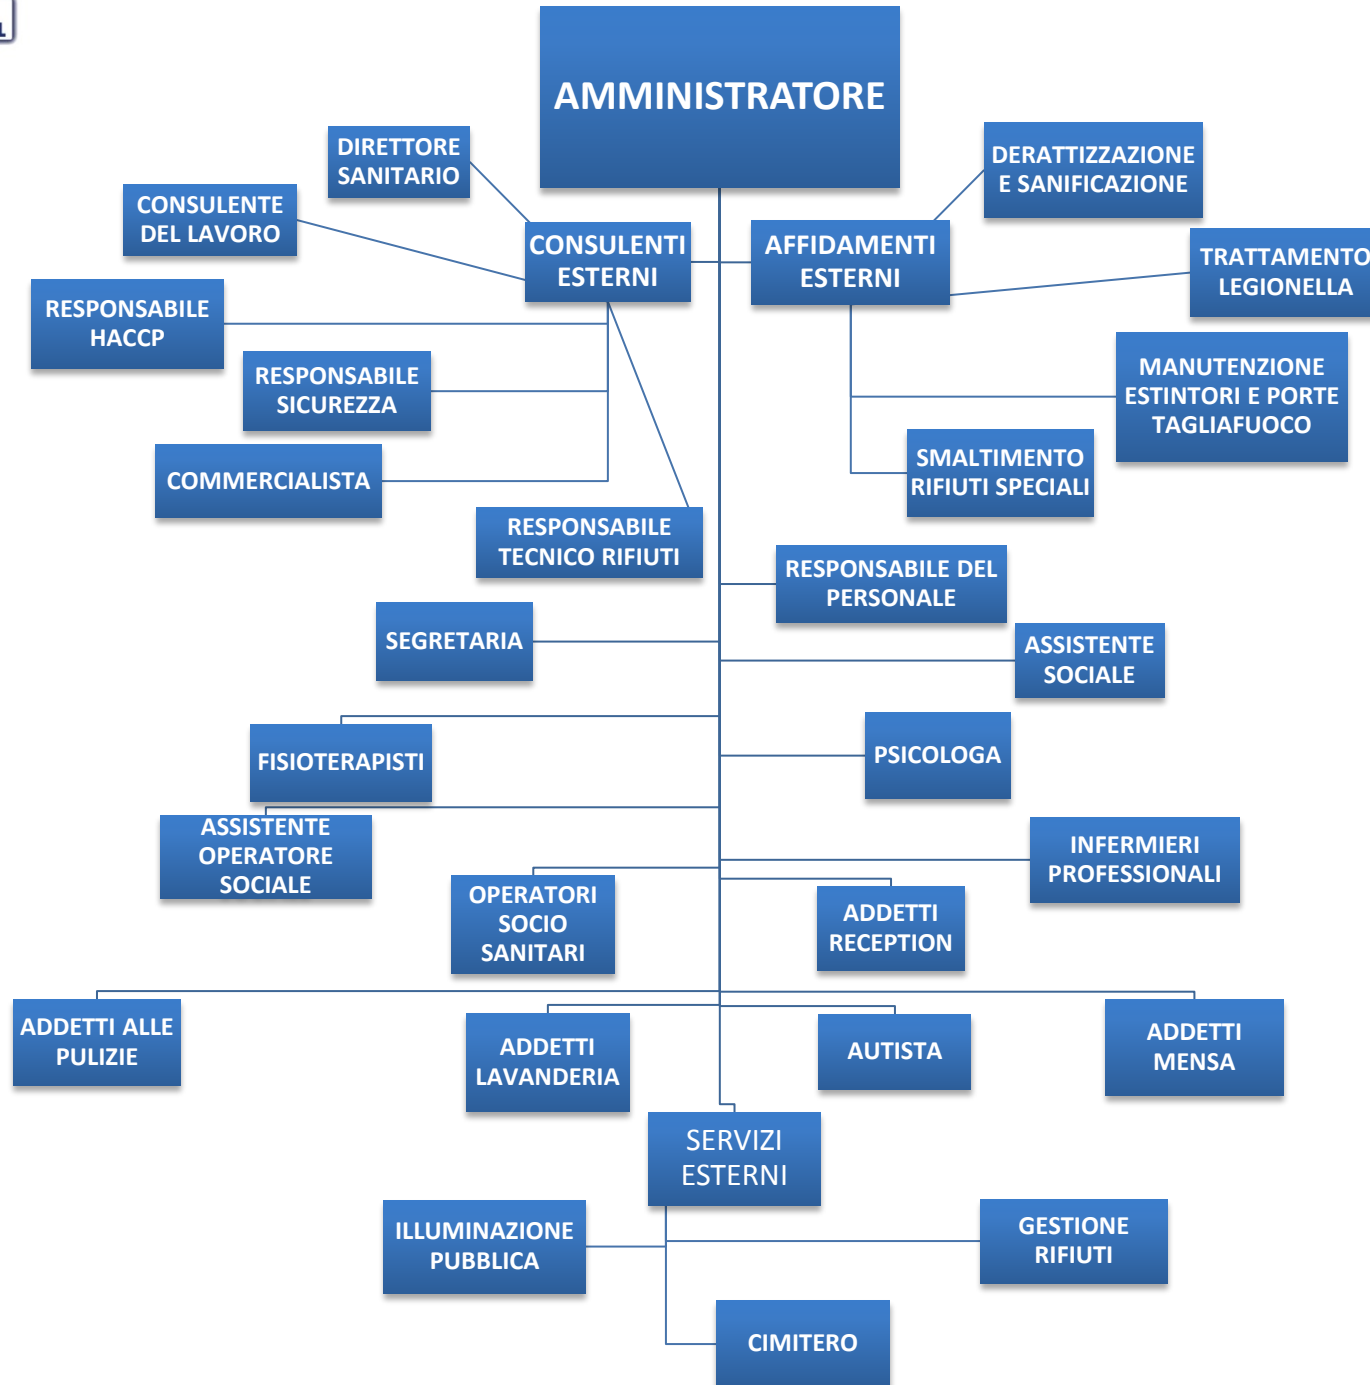 AMMINISTRATORE
DIRETTORE
SANITARIO
DERATTIZZAZIONE
E SANIFICAZIONE
CONSULENTE
DEL LAVORO
CONSULENTI
ESTERNI
AFFIDAMENTI
ESTERNI
TRATTAMENTO
LEGIONELLA
RESPONSABILE
HACCP
RESPONSABILE
SICUREZZA
MANUTENZIONE
ESTINTORI E PORTE
TAGLIAFUOCO
COMMERCIALISTA
SMALTIMENTO
RIFIUTI SPECIALI
RESPONSABILE
TECNICO RIFIUTI
RESPONSABILE DEL
PERSONALE
SEGRETARIA
ASSISTENTE
SOCIALE
FISIOTERAPISTI
PSICOLOGA
ASSISTENTE
OPERATORE
SOCIALE
INFERMIERI
PROFESSIONALI
OPERATORI
SOCIO
SANITARI
ADDETTI
RECEPTION
ADDETTI ALLE
PULIZIE
ADDETTI
LAVANDERIA
AUTISTA
ADDETTI
MENSA
SERVIZI
ESTERNI
ILLUMINAZIONE
PUBBLICA
GESTIONE
RIFIUTI
CIMITERO